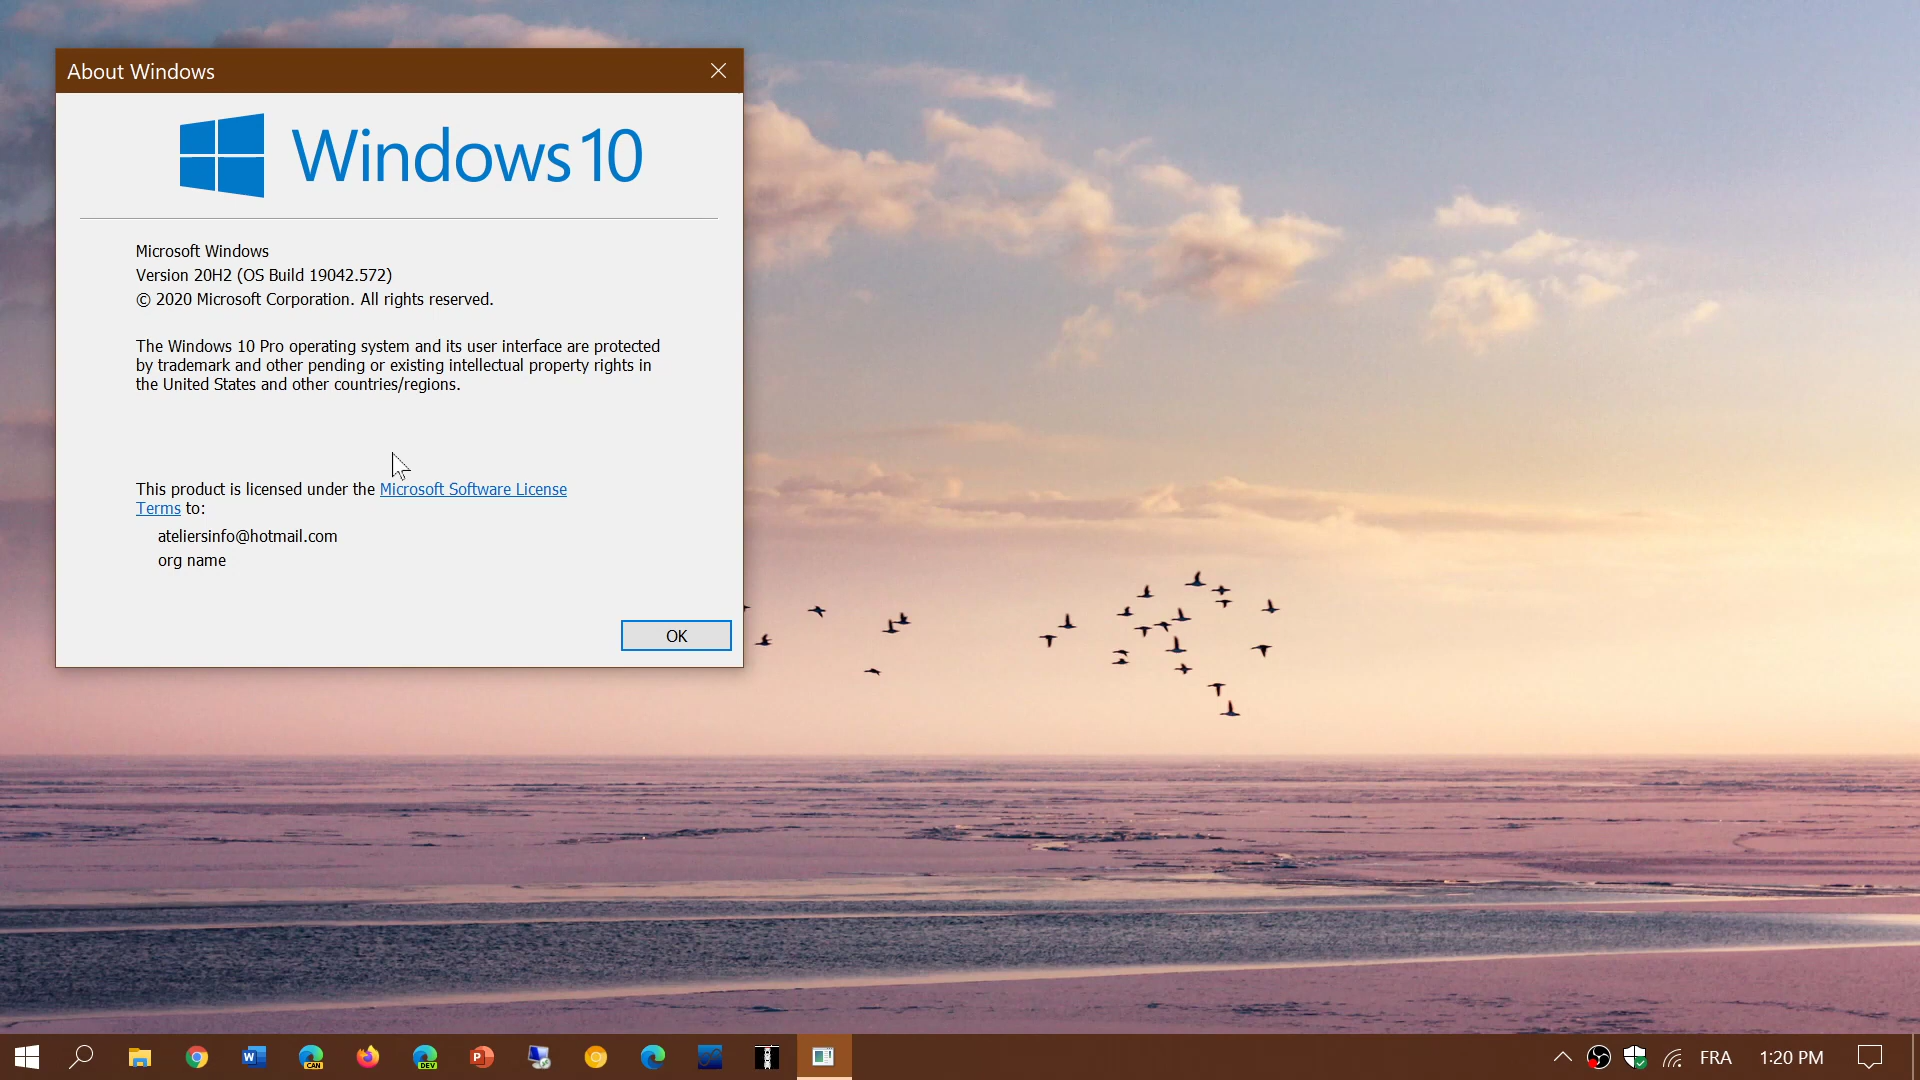 About Windows
Windows 10
Microsoft Windows
Version 20H2 (OS Build 19042.572)
© 2020 Microsoft Corporation. All rights reserved.
The Windows 10 Pro operating system and its user interface are protected
by trademark and other pending or existing intellectual property rights in
the United States and other countries/regions.
This product is licensed under the Microsoft Software License
Terms to:
ateliersinfo@hotmail.com
org name
OK
W
CAN
DEV
P
FRA
1:20 PM